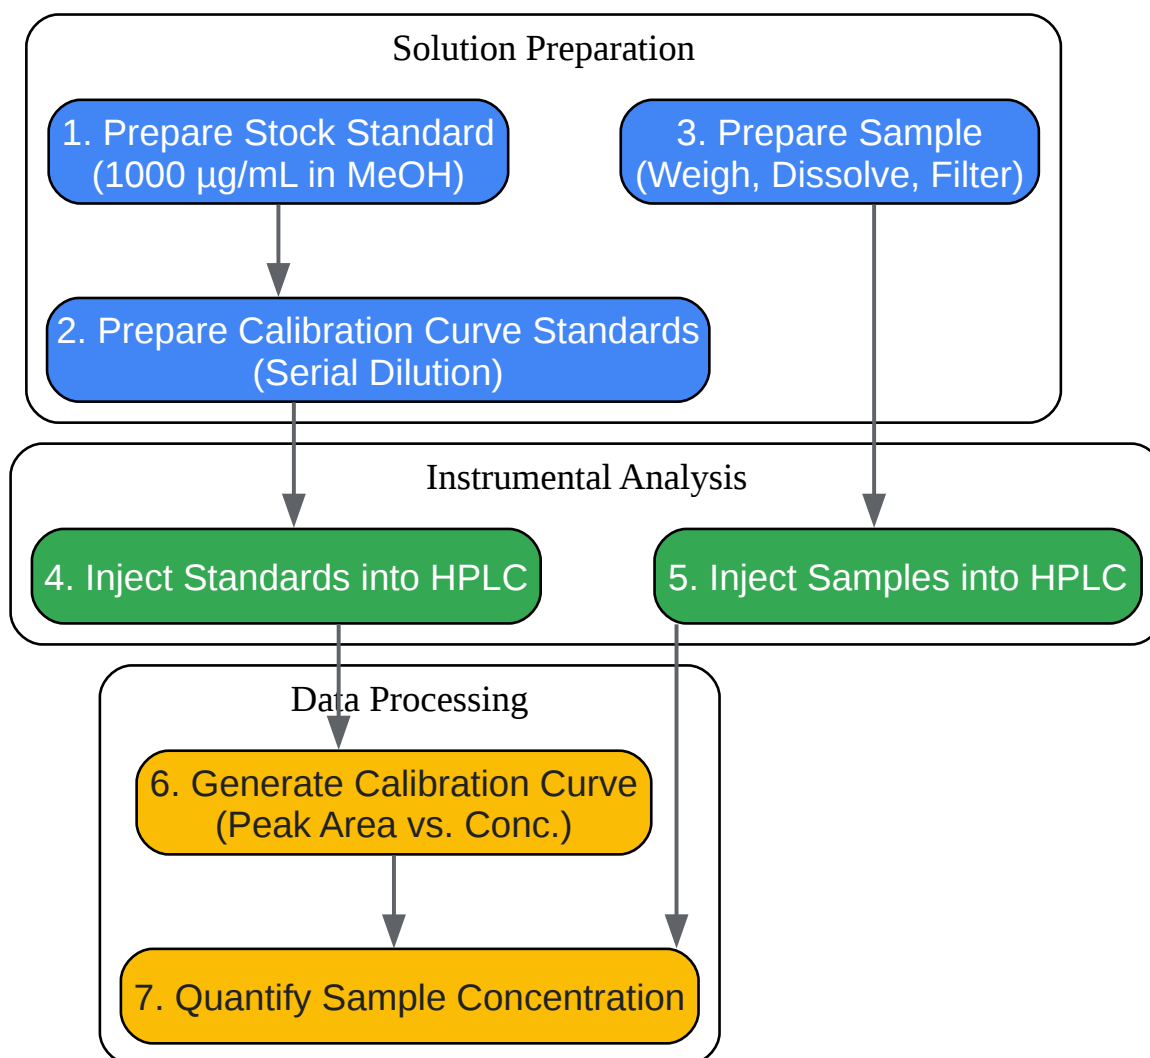 Solution Preparation
1. Prepare Stock Standard
(1000 µg/mL in MeOH)
3. Prepare Sample
(Weigh, Dissolve, Filter)
2. Prepare Calibration Curve Standards
(Serial Dilution)
Instrumental Analysis
4. Inject Standards into HPLC
5. Inject Samples into HPLC
Data Processing
6. Generate Calibration Curve
(Peak Area vs. Conc.)
7. Quantify Sample Concentration